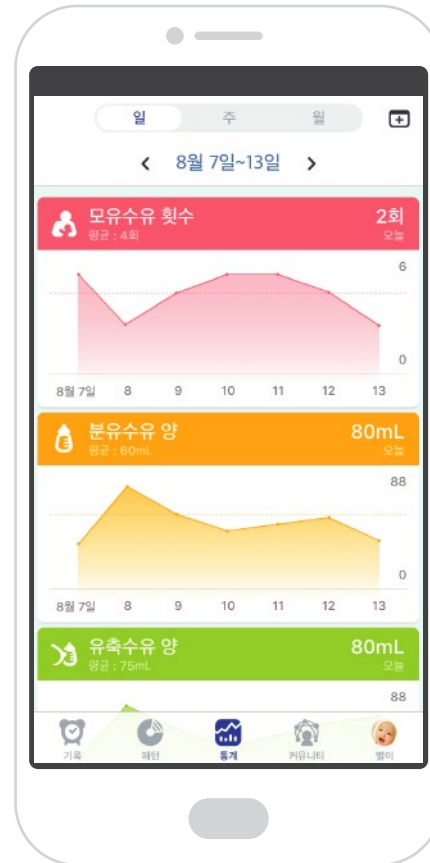 일 주 월
8월 7일~13일
모유수유 횟수 2회
평균 : 4회 오늘
6
0
8월 7일 8 9 10 11 12 13
분유수유 양 80mL
평균 : 60mL 오늘
88
0
8월 7일 8 9 10 11 12 13
유축수유 양 80mL
평균 : 75mL 오늘
88
기록 패턴 통계 커뮤니티 별이